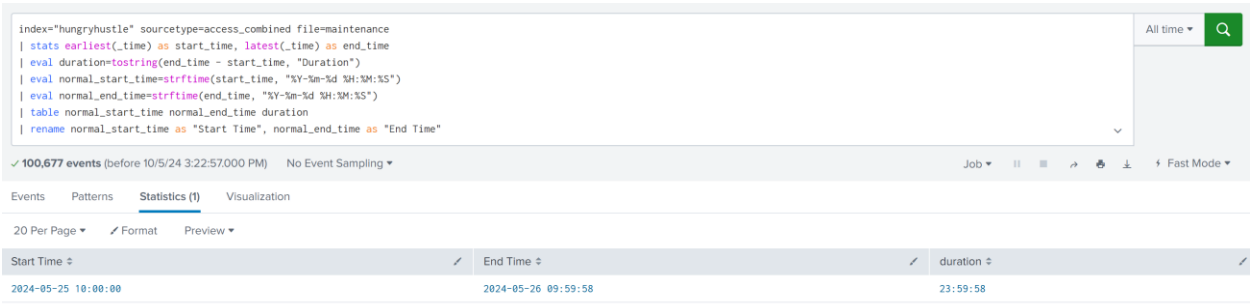 index="hungryhustle" sourcetype=access_combined file=maintenance
| stats earliest(_time) as start_time, latest(_time) as end_time
| eval duration=tostring(end_time - start_time, "Duration")
| eval normal_start_time=strftime(start_time, "%Y-%m-%d %H:%M:%S")
| eval normal_end_time=strftime(end_time, "%Y-%m-%d %H:%M:%S")
| table normal_start_time normal_end_time duration
| rename normal_start_time as "Start Time", normal_end_time as "End Time"
All time
100,677 events (before 10/5/24 3:22:57.000 PM) No Event Sampling Job Fast Mode
Events Patterns Statistics (1) Visualization
20 Per Page Format Preview
Start Time End Time duration
2024-05-25 10:00:00 2024-05-26 09:59:58 23:59:58